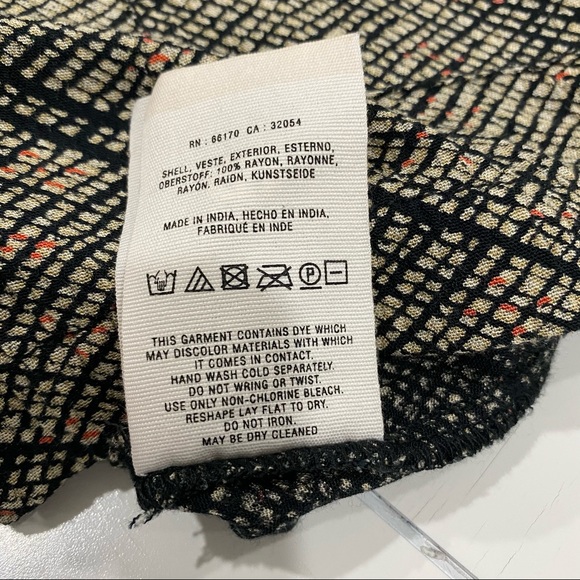 RN : 66170 CA : 32054
SHELL, VESTE, EXTERIOR, ESTERNO,
OBERSTOFF: 100% RAYON, RAYONNE,
RAYÓN, RAION, KUNSTSEIDE
MADE IN INDIA, HECHO EN INDIA,
FABRIQUÉ EN INDE
P
THIS GARMENT CONTAINS DYE WHICH
MAY DISCOLOR MATERIALS WITH WHICH
IT COMES IN CONTACT.
HAND WASH COLD SEPARATELY.
DO NOT WRING OR TWIST.
USE ONLY NON-CHLORINE BLEACH.
RESHAPE LAY FLAT TO DRY.
DO NOT IRON.
MAY BE DRY CLEANED